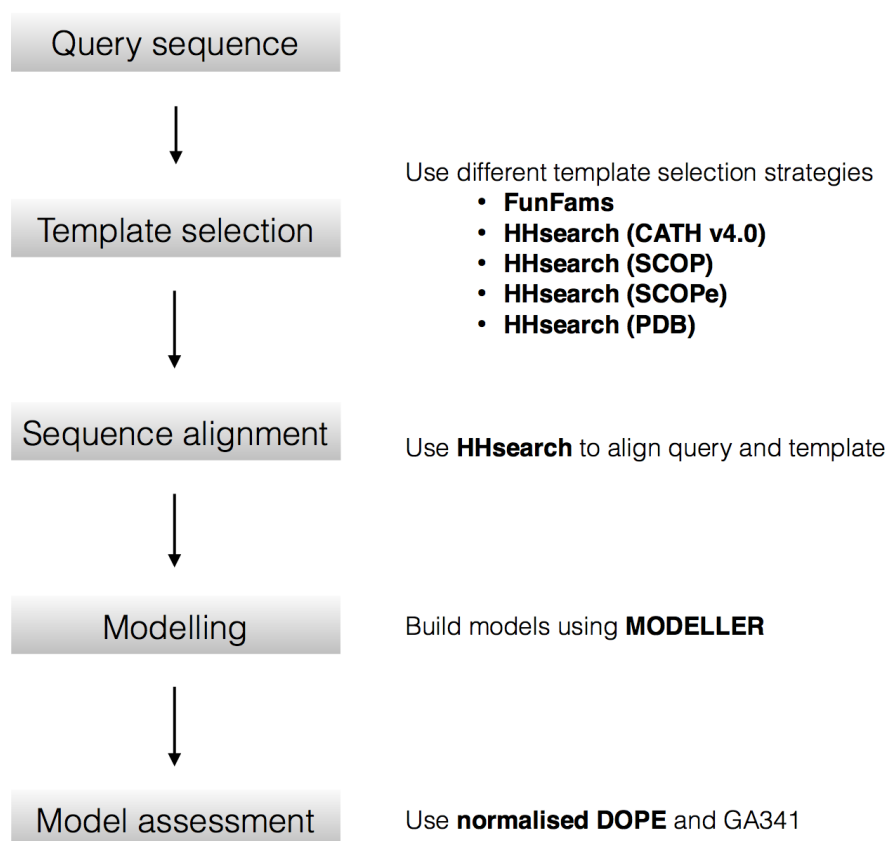 Query sequence
Use different template selection strategies
Template selection
• FunFams
• HHsearch (CATH v4.0)
• HHsearch (SCOP)
• HHsearch (SCOPe)
• HHsearch (PDB)
Sequence alignment
Use HHsearch to align query and template
Modelling
Build models using MODELLER
Model assessment
Use normalised DOPE and GA341